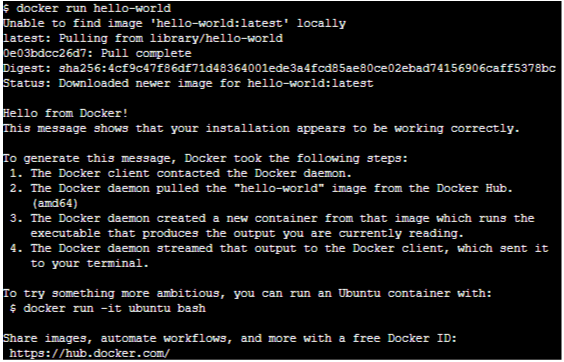 $ docker run hello-world
Unable to find image 'hello-world:latest' locally
latest: Pulling from library/hello-world
0e03bdcc26d7: Pull complete
Digest: sha256:4cf9c47f86df71d48364001ede3a4fcd85ae80ce02ebad74156906caff5378bc
Status: Downloaded newer image for hello-world:latest
Hello from Docker!
This message shows that your installation appears to be working correctly.
To generate this message, Docker took the following steps:
1. The Docker client contacted the Docker daemon.
2. The Docker daemon pulled the "hello-world" image from the Docker Hub.
(amd64)
3. The Docker daemon created a new container from that image which runs the
executable that produces the output you are currently reading.
4. The Docker daemon streamed that output to the Docker client, which sent it
to your terminal.
To try something more ambitious, you can run an Ubuntu container with:
$ docker run -it ubuntu bash
Share images, automate workflows, and more with a free Docker ID:
https://hub.docker.com/